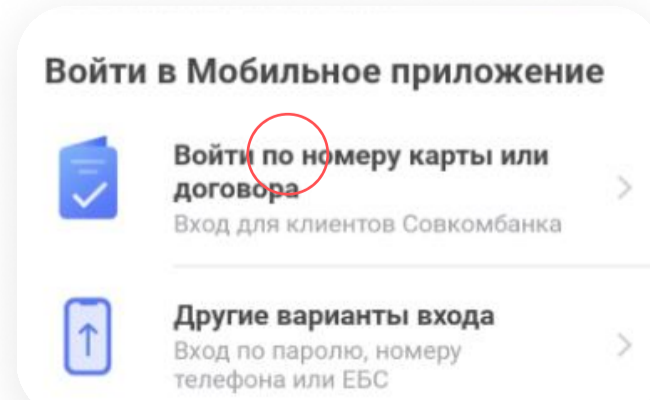 Войти в Мобильное приложение
Войти по номеру карты или
договора
Вход для клиентов Совкомбанка
Другие варианты входа
Вход по паролю, номеру
телефона или ЕБС